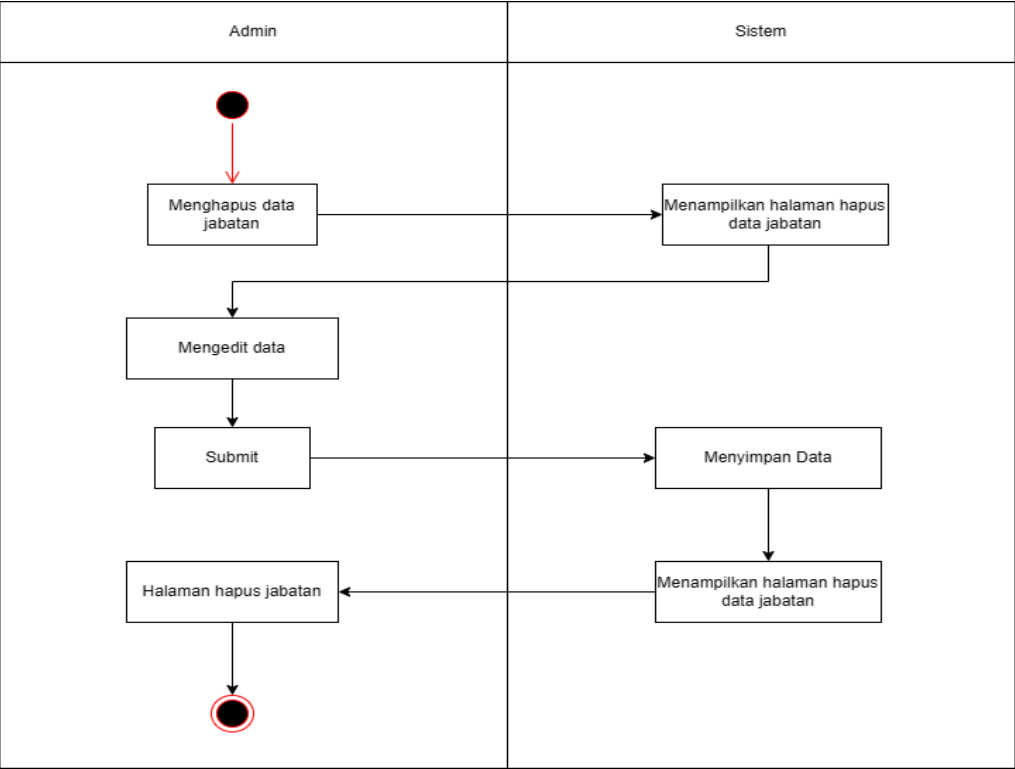 Admin
Sistem
Menghapus data
jabatan
Menampilkan halaman hapus
data jabatan
Mengedit data
Submit
Menyimpan Data
Halaman hapus jabatan
Menampilkan halaman hapus
data jabatan